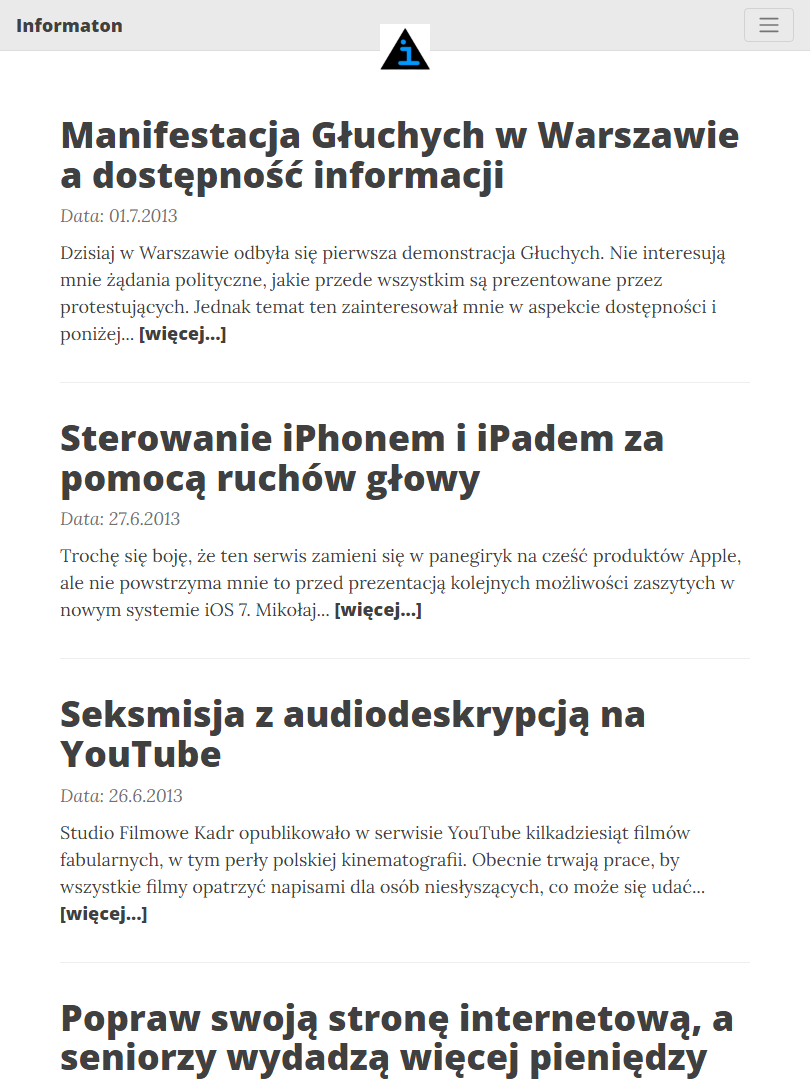 Informaton
i
Manifestacja Głuchych w Warszawie
a dostępność informacji
Data: 01.7.2013
Dzisiaj w Warszawie odbyła się pierwsza demonstracja Głuchych. Nie interesują
mnie żądania polityczne, jakie przede wszystkim są prezentowane przez
protestujących. Jednak temat ten zainteresował mnie w aspekcie dostępności i
poniżej... [więcej...]
Sterowanie iPhonem i iPadem za
pomocą ruchów głowy
Data: 27.6.2013
Trochę się boję, że ten serwis zamieni się w panegiryk na cześć produktów Apple,
ale nie powstrzyma mnie to przed prezentacją kolejnych możliwości zaszytych w
nowym systemie iOS 7. Mikołaj... [więcej...]
Seksmisja z audiodeskrypcją na
YouTube
Data: 26.6.2013
Studio Filmowe Kadr opublikowało w serwisie YouTube kilkadziesiąt filmów
fabularnych, w tym perły polskiej kinematografii. Obecnie trwają prace, by
wszystkie filmy opatrzyć napisami dla osób niesłyszących, co może się udać...
[więcej...]
Popraw swoją stronę internetową, a
seniorzy wydadzą więcej pieniędzy